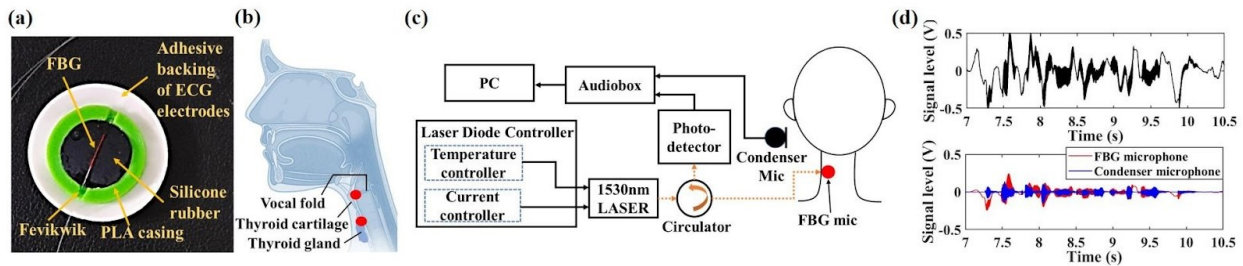 (a)
FBG
Adhesive
backing
of ECG
electrodes
Silicone
rubber
Fevikwik
PLA casing
(b)
Vocal fold
Thyroid cartilage
Thyroid gland
(c)
PC
Audiobox
Laser Diode Controller
Temperature
controller
Current
controller
1530nm
LASER
Photo-
detector
Circulator
Condenser
Mic
FBG mic
(d)
Signal level (V)
0.5
0
-0.5
7 7.5 8 8.5 9 9.5 10 10.5
Time (s)
Signal level (V)
0.5
0
-0.5
FBG microphone
Condenser microphone
7 7.5 8 8.5 9 9.5 10 10.5
Time (s)